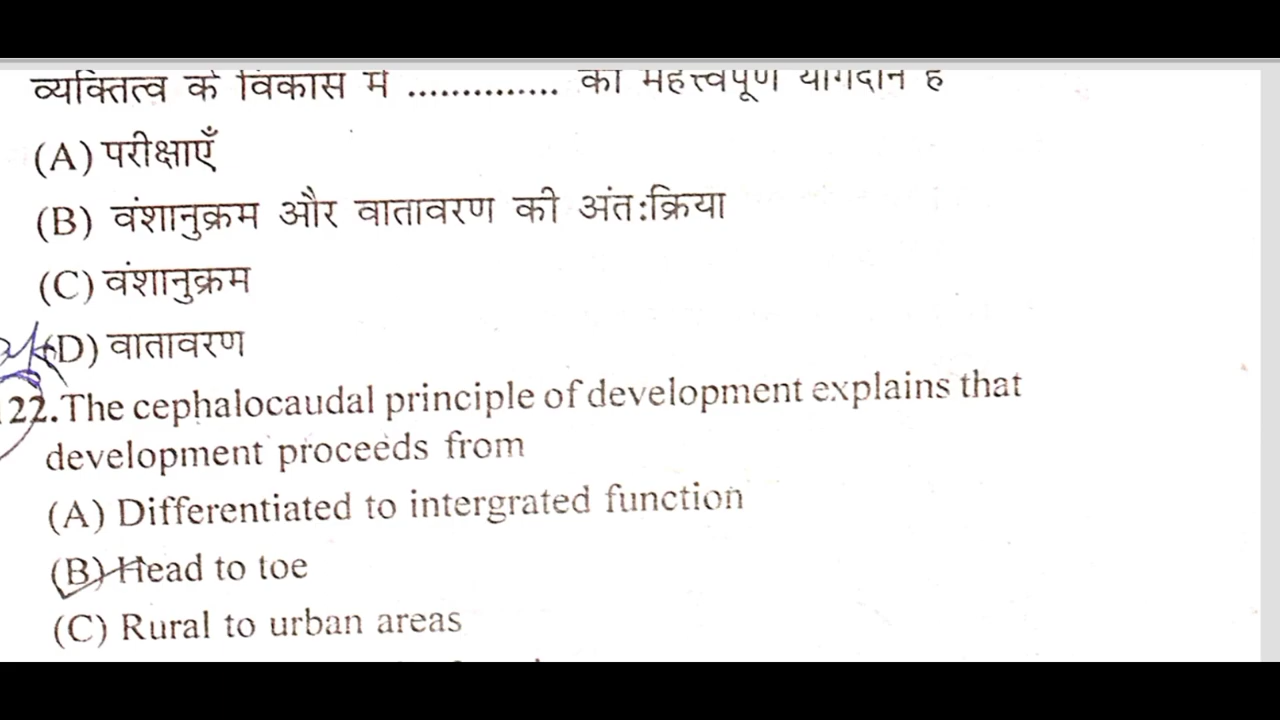 व्यक्तित्व के विकास में .............. का महत्त्वपूर्ण योगदान है
(A) परीक्षाएँ
(B) वंशानुक्रम और वातावरण की अंत:क्रिया
(C) वंशानुक्रम
(D) वातावरण
22. The cephalocaudal principle of development explains that
development proceeds from
(A) Differentiated to intergrated function
(B) Head to toe
(C) Rural to urban areas